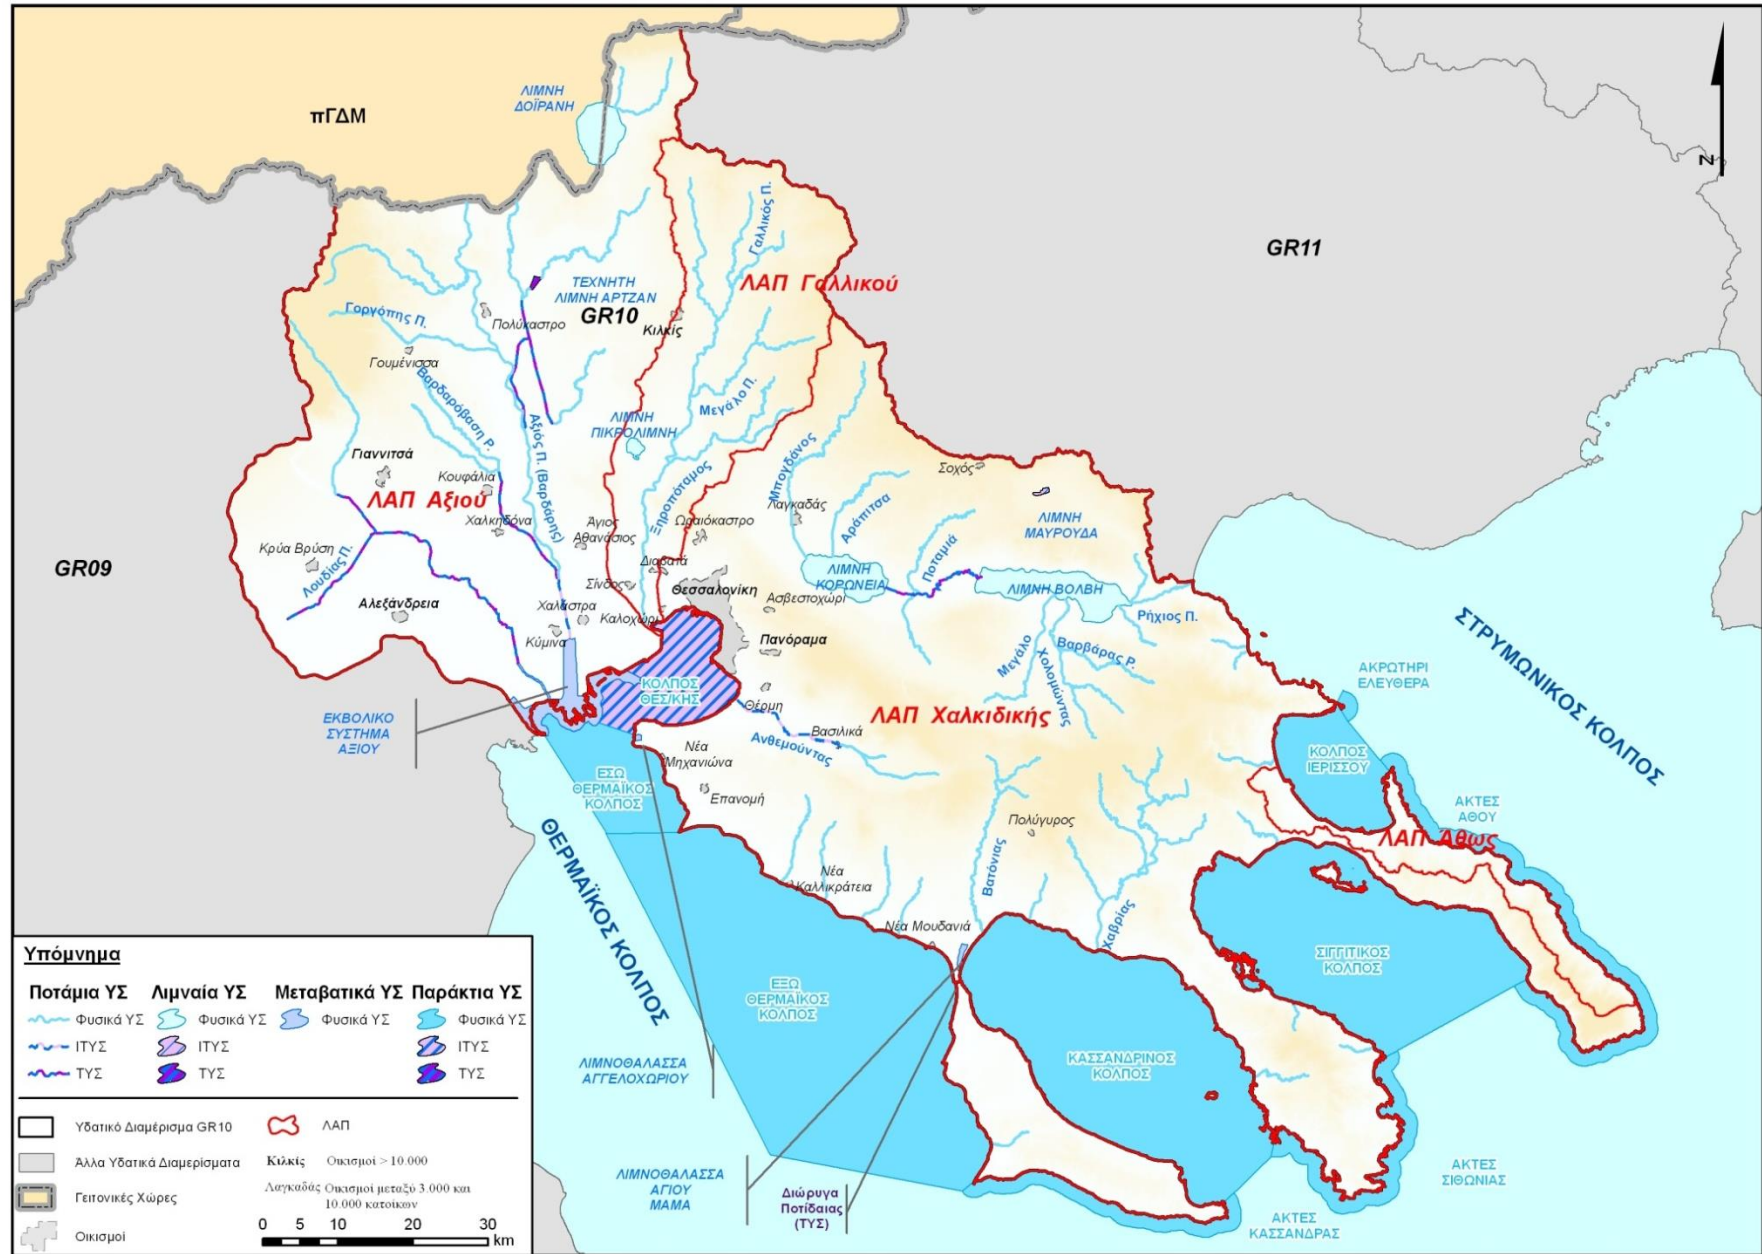 ΛΙΜΝΗ
ΔΟΪΡΑΝΗ
πΓΔΜ
GR11
Z
Γαλλικός Π.
ΛΑΠ Γαλλικού
ΤΕΧΝΗΤΗ
ΛΙΜΝΗ ΑΡΤΖΑΝ
GR10
Κιλκίς
Γοργόπης Π.
Πολύκαστρο
Γουμένισσα
Βαρδαρόβαση Ρ.
Αξιός Π. (Βαρδάρης)
Μεγάλο Π.
ΛΙΜΝΗ
ΠΙΚΡΟΛΙΜΝΗ
Γιαννιτσά
Κουφάλια
ΛΑΠ Αξιού
Χαλκηδόνα
Άγιος
Αθανάσιος
Ξηροπόταμος
Ωραιόκαστρο
Μπογδάνος
Λαγκαδάς
Αράπιτσα
Σοχός
ΛΙΜΝΗ
ΜΑΥΡΟΥΔΑ
GR09
Κρύα Βρύση
Λουδίας Π.
Αλεξάνδρεια
Σίνδος
Διαβατά
Θεσσαλονίκη
Ασβεστοχώρι
ΛΙΜΝΗ
ΚΟΡΩΝΕΙΑ
Ποταμιά
ΛΙΜΝΗ ΒΟΛΒΗ
Ρήχιος Π.
Χαλάστρα
Καλοχώρι
Κύμινα
Πανόραμα
Μεγάλο
Χολομώντας
Βαρβάρας Ρ.
ΣΤΡΥΜΩΝΙΚΟΣ ΚΟΛΠΟΣ
ΑΚΡΩΤΗΡΙ
ΕΛΕΥΘΕΡΑ
ΚΟΛΠΟΣ
ΘΕΣ/ΚΗΣ
Θέρμη
ΛΑΠ Χαλκιδικής
ΕΚΒΟΛΙΚΟ
ΣΥΣΤΗΜΑ
ΑΞΙΟΥ
Βασιλικά
Ανθεμούντας
Νέα
Μηχανιώνα
Επανομή
ΚΟΛΠΟΣ
ΙΕΡΙΣΣΟΥ
ΕΣΩ
ΘΕΡΜΑΪΚΟΣ
ΚΟΛΠΟΣ
ΑΚΤΕΣ
ΑΘΟΥ
ΛΑΠ Αθως
ΘΕΡΜΑΪΚΟΣ ΚΟΛΠΟΣ
Πολύγυρος
Βατόνιας
Νέα
Καλλικράτεια
Νέα Μουδανιά
Χαβρίας
ΣΙΓΓΙΤΙΚΟΣ
ΚΟΛΠΟΣ
ΕΞΩ
ΘΕΡΜΑΪΚΟΣ
ΚΟΛΠΟΣ
ΚΑΣΣΑΝΔΡΙΝΟΣ
ΚΟΛΠΟΣ
ΛΙΜΝΟΘΑΛΑΣΣΑ
ΑΓΓΕΛΟΧΩΡΙΟΥ
ΛΙΜΝΟΘΑΛΑΣΣΑ
ΑΓΙΟΥ
ΜΑΜΑ
Διώρυγα
Ποτίδαιας
(ΤΥΣ)
ΑΚΤΕΣ
ΣΙΘΩΝΙΑΣ
ΑΚΤΕΣ
ΚΑΣΣΑΝΔΡΑΣ
Υπόμνημα
Ποτάμια ΥΣ Λιμναία ΥΣ Μεταβατικά ΥΣ Παράκτια ΥΣ
Φυσικά ΥΣ Φυσικά ΥΣ Φυσικά ΥΣ Φυσικά ΥΣ
ΙΤΥΣ ΙΤΥΣ ΙΤΥΣ
ΤΥΣ ΤΥΣ ΤΥΣ
Υδατικό Διαμέρισμα GR10 ΛΑΠ
Άλλα Υδατικά Διαμερίσματα Κιλκίς Οικισμοί > 10.000
Γειτονικές Χώρες Λαγκαδάς Οικισμοί μεταξύ 3.000 και
10.000 κατοίκων
Οικισμοί
0 5 10 20 30
km